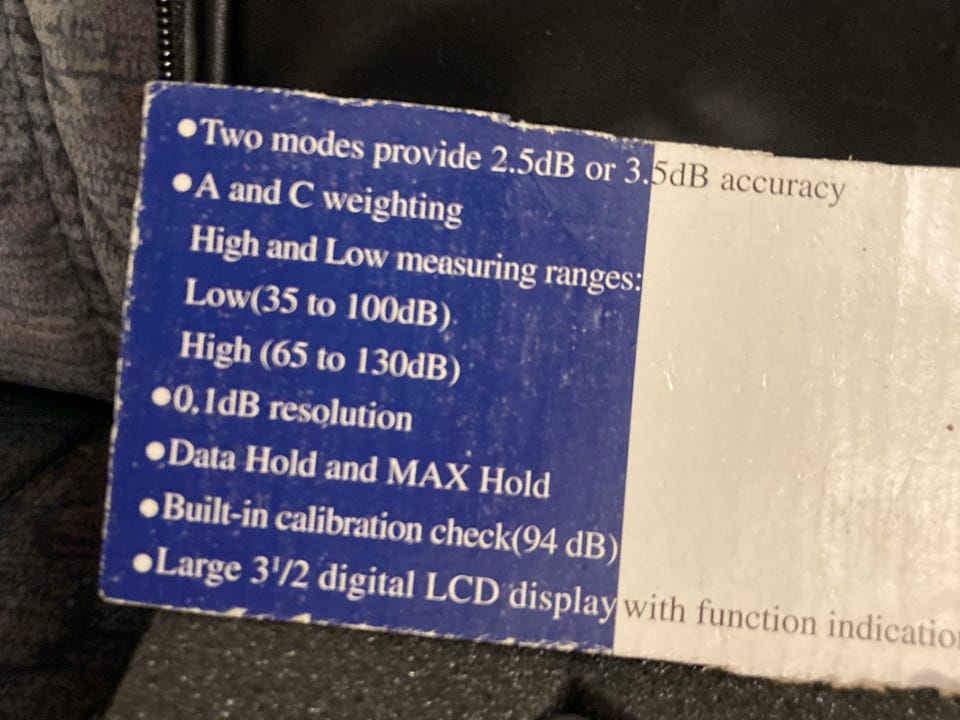 ●Two modes provide 2.5dB or 3.5dB accuracy
●A and C weighting
High and Low measuring ranges:
Low(35 to 100dB)
High (65 to 130dB)
●0.1dB resolution
●Data Hold and MAX Hold
●Built-in calibration check(94 dB)
●Large 3¹/2 digital LCD display with function indication